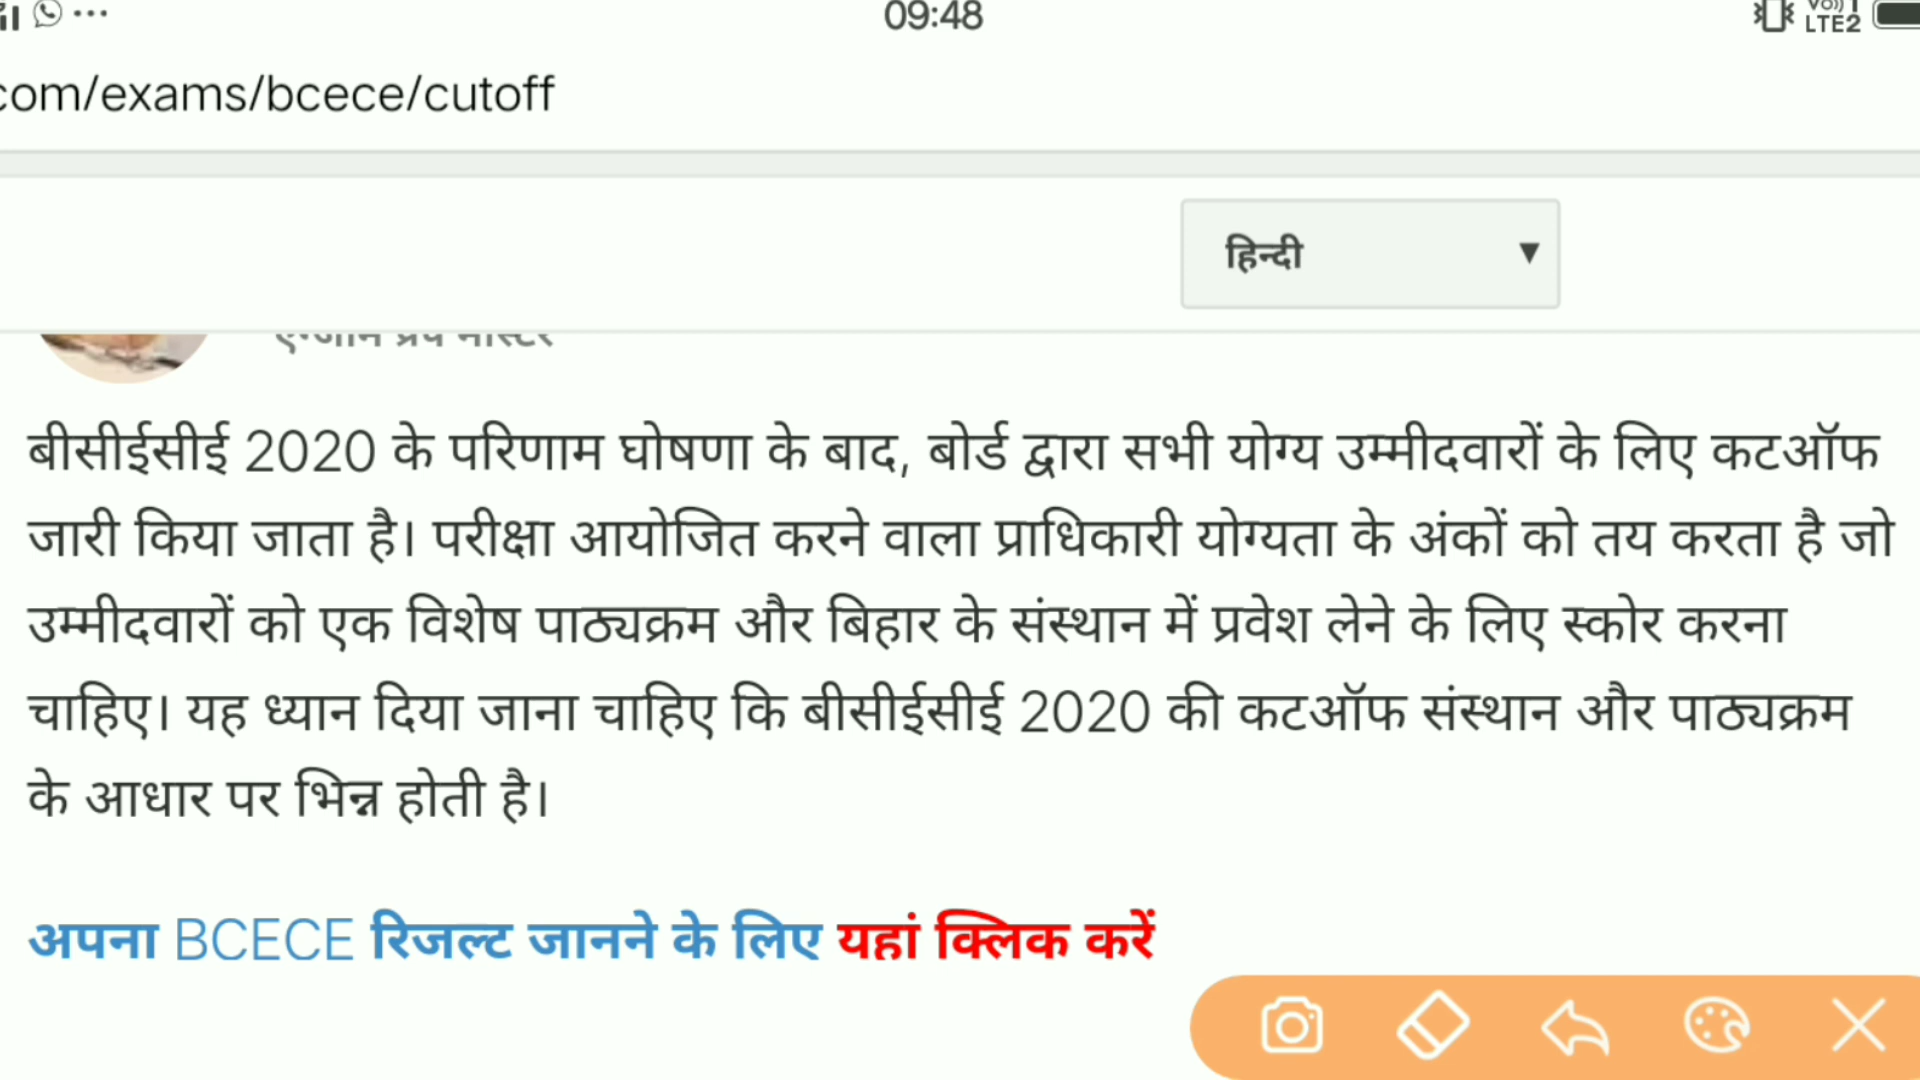 09:48
LTE2
com/exams/bcece/cutoff
हिन्दी
बीसीईसीई 2020 के परिणाम घोषणा के बाद, बोर्ड द्वारा सभी योग्य उम्मीदवारों के लिए कटऑफ
जारी किया जाता है। परीक्षा आयोजित करने वाला प्राधिकारी योग्यता के अंकों को तय करता है जो
उम्मीदवारों को एक विशेष पाठ्यक्रम और बिहार के संस्थान में प्रवेश लेने के लिए स्कोर करना
चाहिए। यह ध्यान दिया जाना चाहिए कि बीसीईसीई 2020 की कटऑफ संस्थान और पाठ्यक्रम
के आधार पर भिन्न होती है।
अपना BCECE रिजल्ट जानने के लिए यहां क्लिक करें